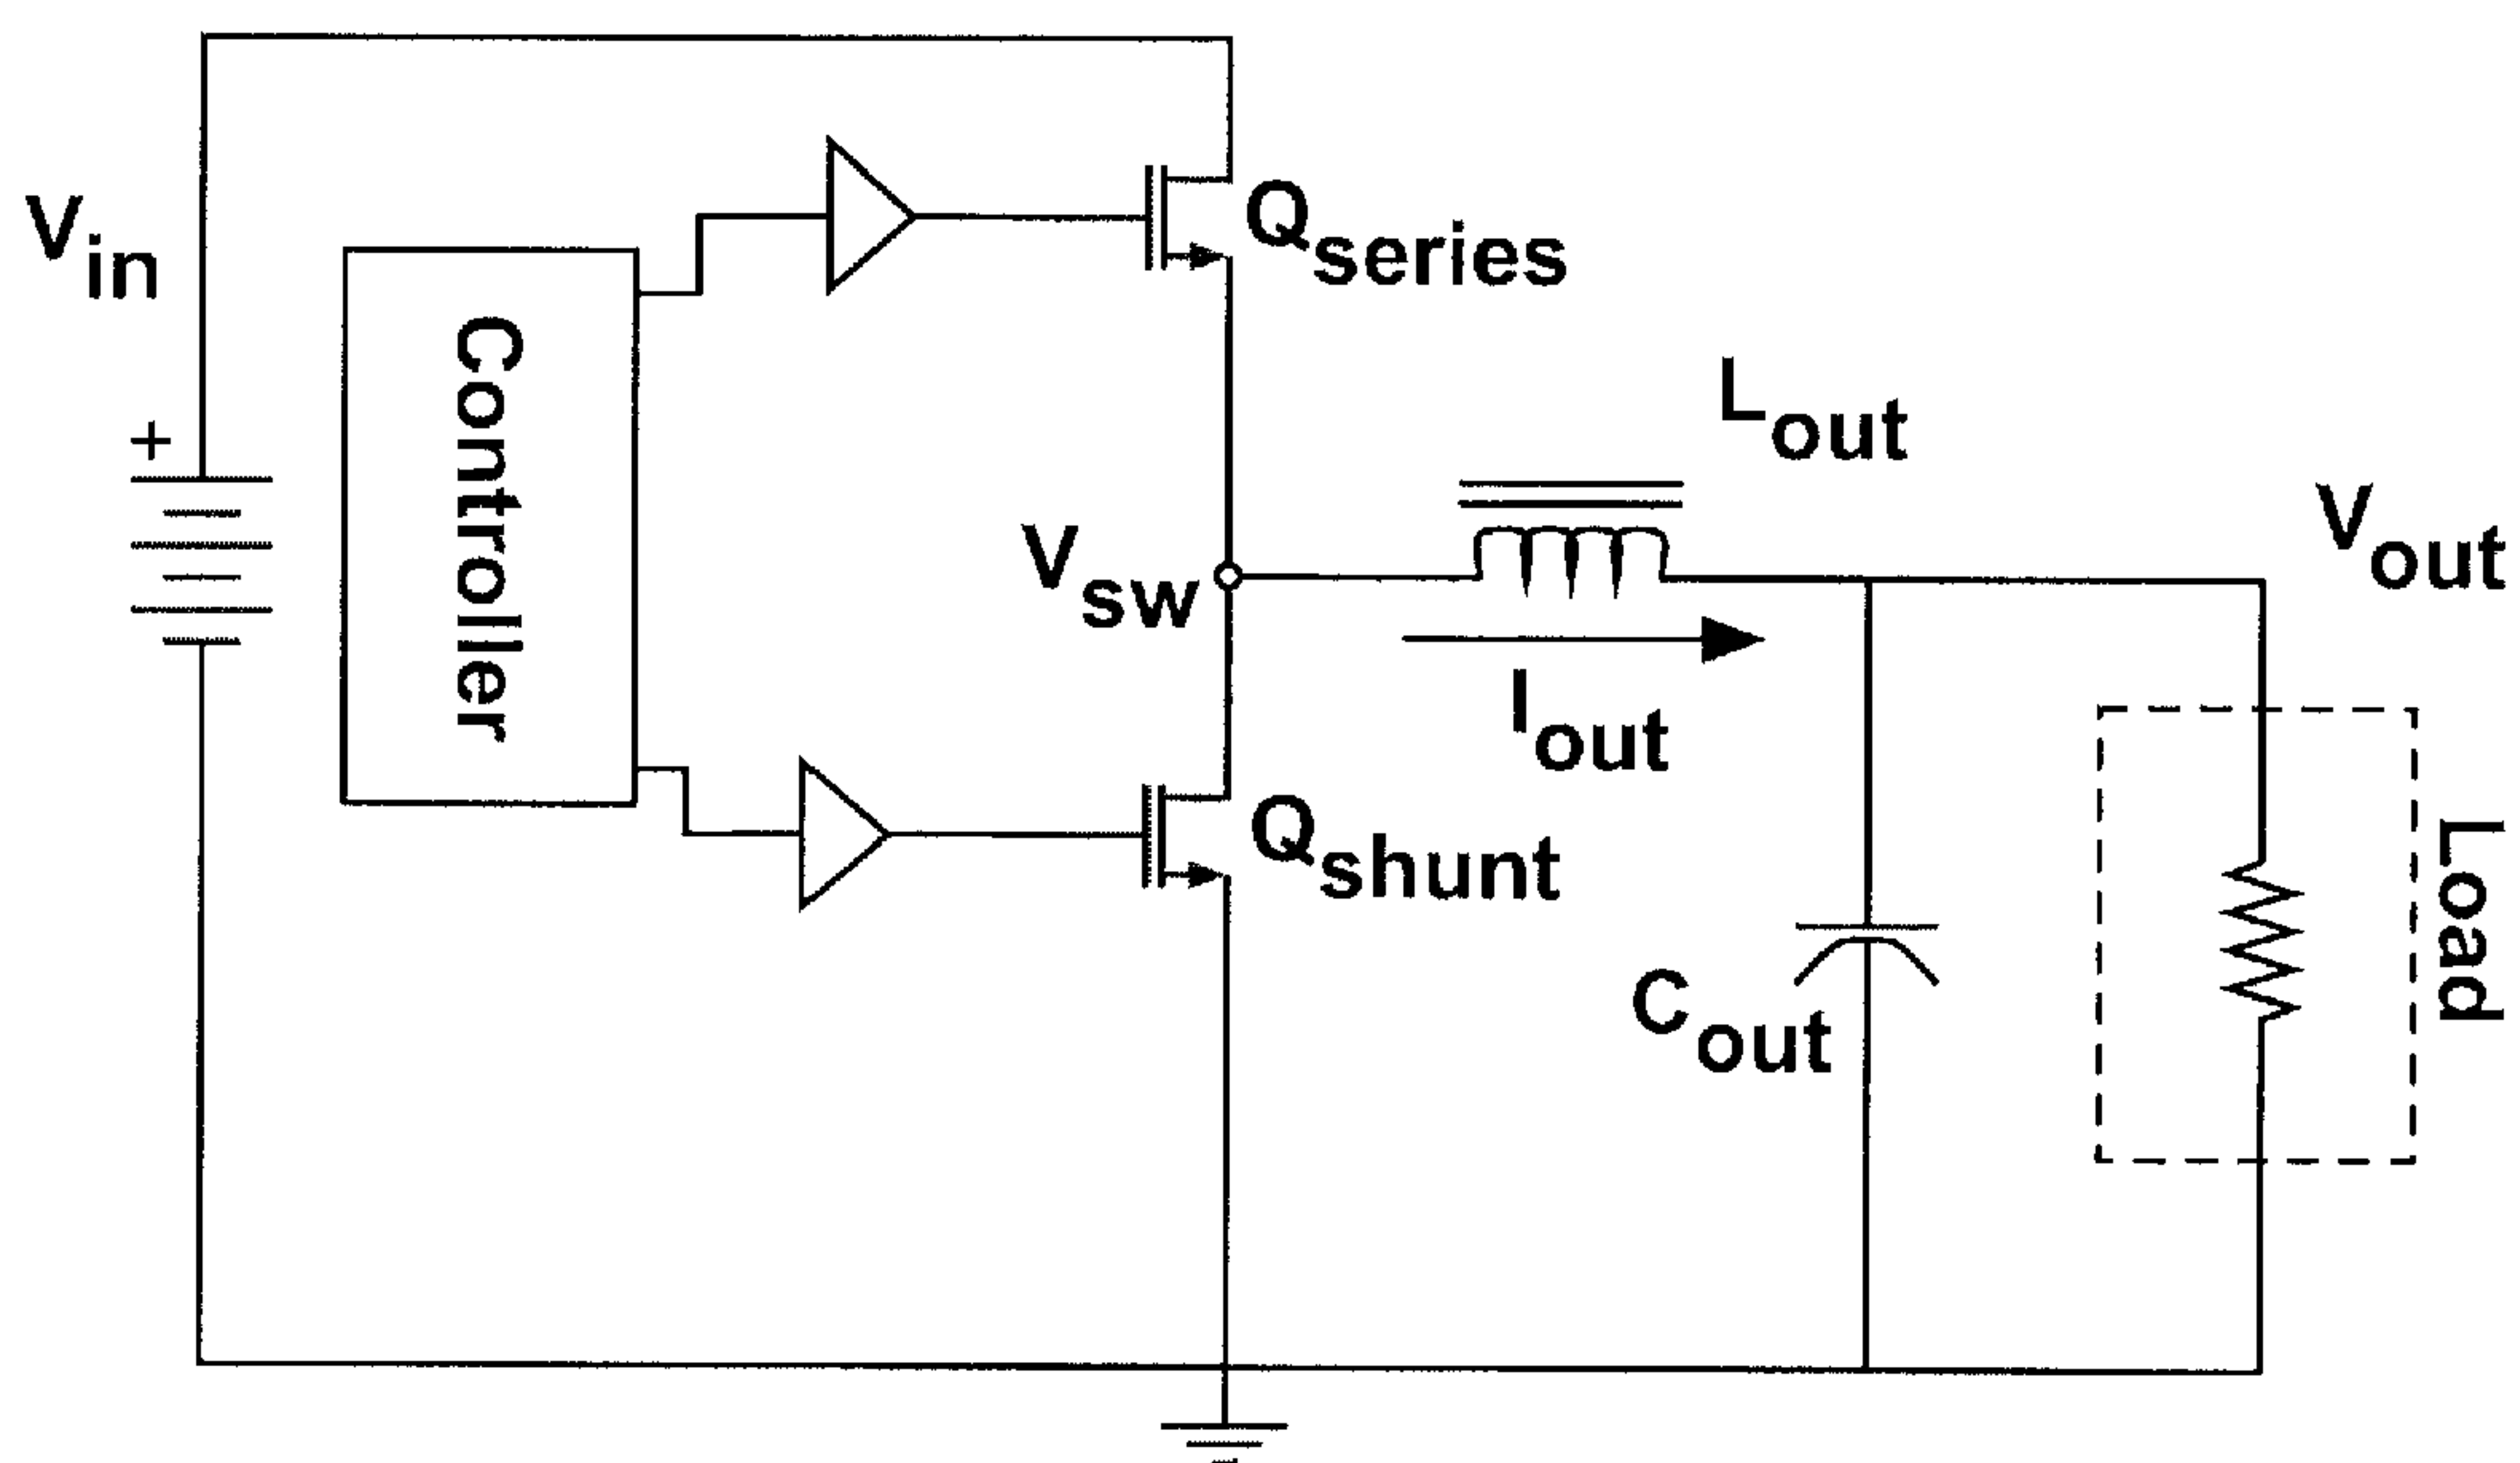 Vin
+
Controller
Qseries
Lout
Vsw
Vout
Iout
Qshunt
Cout
Load